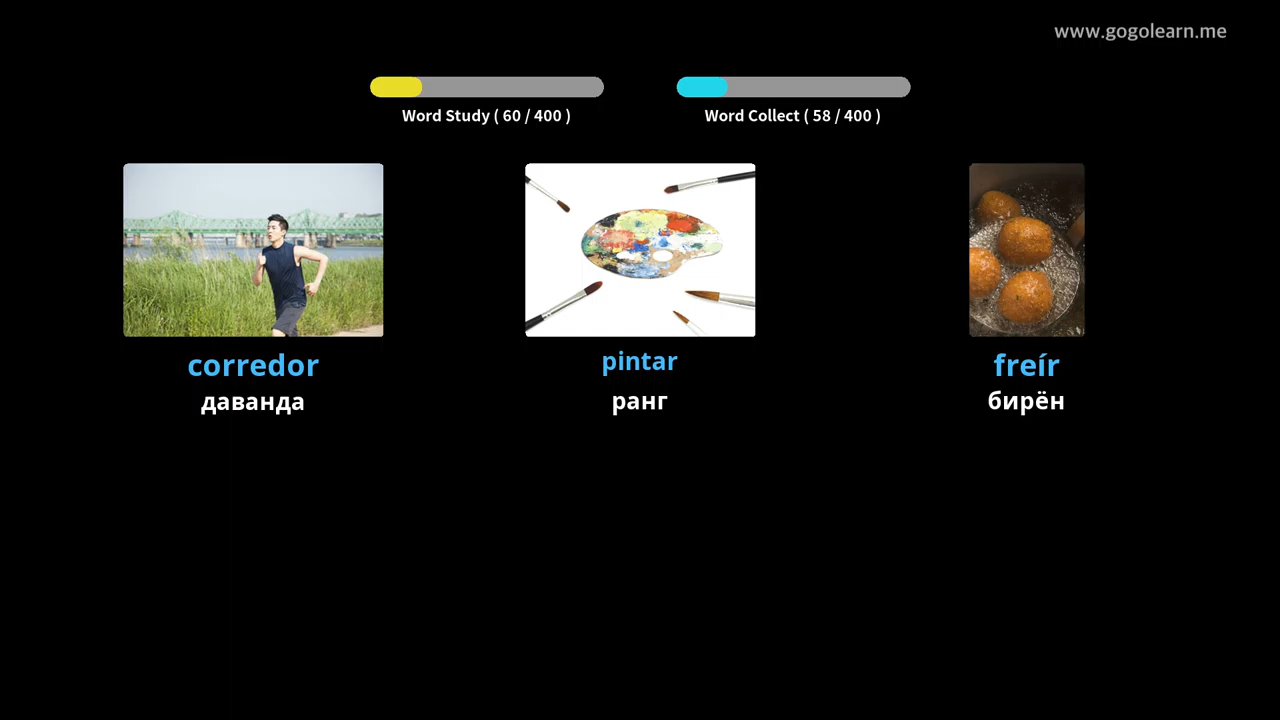 www.gogolearn.me
Word Study ( 60 / 400 )
Word Collect ( 58 / 400 )
corredor
даванда
pintar
ранг
freír
бирён